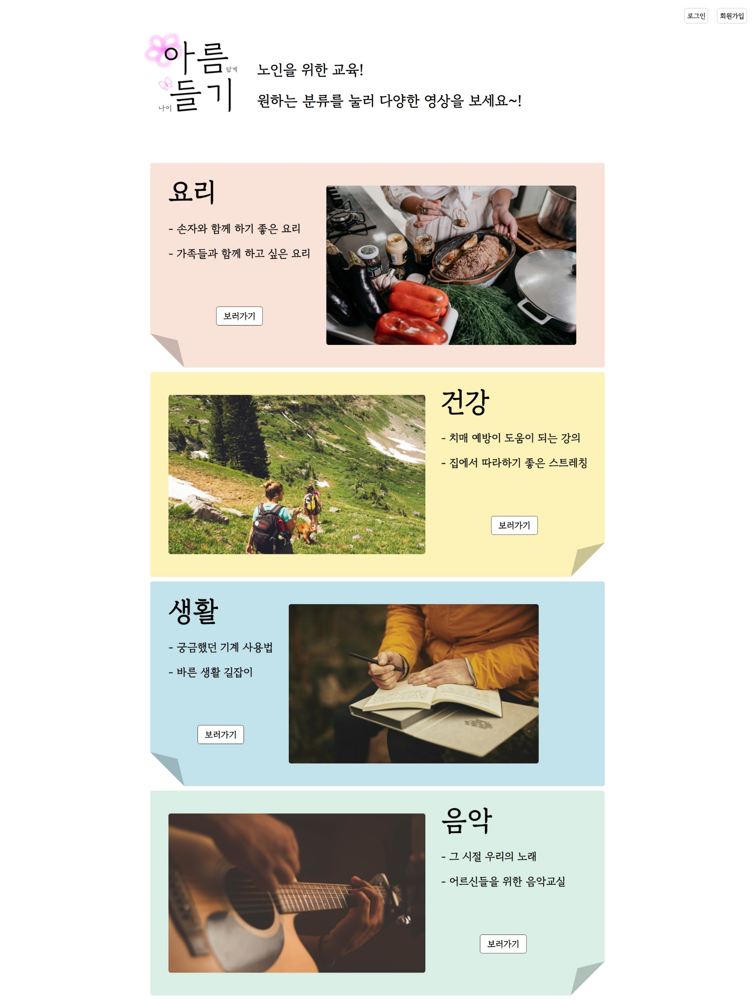 로그인 회원가입
아름답게
나이들기
노인을 위한 교육!
원하는 분류를 눌러 다양한 영상을 보세요~!
요리
- 손자와 함께 하기 좋은 요리
- 가족들과 함께 하고 싶은 요리
보러가기
건강
- 치매 예방이 도움이 되는 강의
- 집에서 따라하기 좋은 스트레칭
보러가기
생활
- 궁금했던 기계 사용법
- 바른 생활 길잡이
보러가기
음악
- 그 시절 우리의 노래
- 어르신들을 위한 음악교실
보러가기